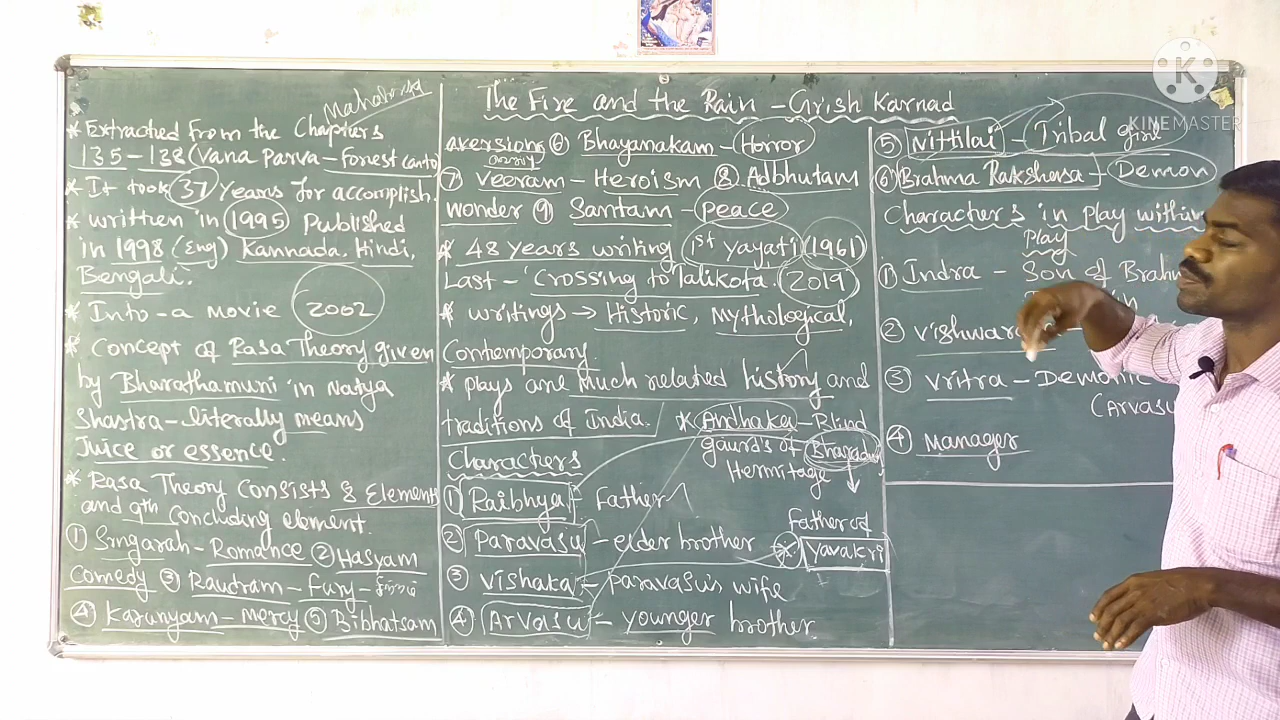 The Fire and the Rain - Grish Karnad
Mahabharata
* Extracted from the Chapters
135-138 (Vana Parva - Forest canto
* It took 37 Years for accomplish.
* written in 1995 Published
in 1998 (Eng) Kannada, Hindi,
Bengali.
* Into - a movie 2002
* Concept of Rasa Theory given
by Bharathamuni in Natya
Shastra - literally means
Juice or essence.
* Rasa Theory consists 8 Elements
and 9th concluding element.
① Sringarah - Romance ② Hasyam
Comedy ③ Raudram - Fury -
④ Karunyam - mercy ⑤ Bibhatsam
aversions ⑥ Bhayanakam - Horror
⑦ Veeram - Heroism ⑧ Adbhutam
wonder ⑨ Santam - peace
* 48 years writing 1st Yayati (1961)
Last - 'Crossing to Talikota. 2019
* writings → Historic, Mythological,
Contemporary.
* plays are much related history and
traditions of India. * Andhaka - Blind
gaurds of
Hermitage
Characters
① Raibhya - Father
② Paravasu - elder brother
③ Vishaka - paravasu's wife
④ Arvasu - younger brother
Father of
* Yavakri
⑤ Nittilai - Tribal girl
⑥ Brahma Rakshasa - Demon
Characters in play within
Play
① Indra - Son of
②
③ Vritra - Demonic
④ manager
KINEMASTER